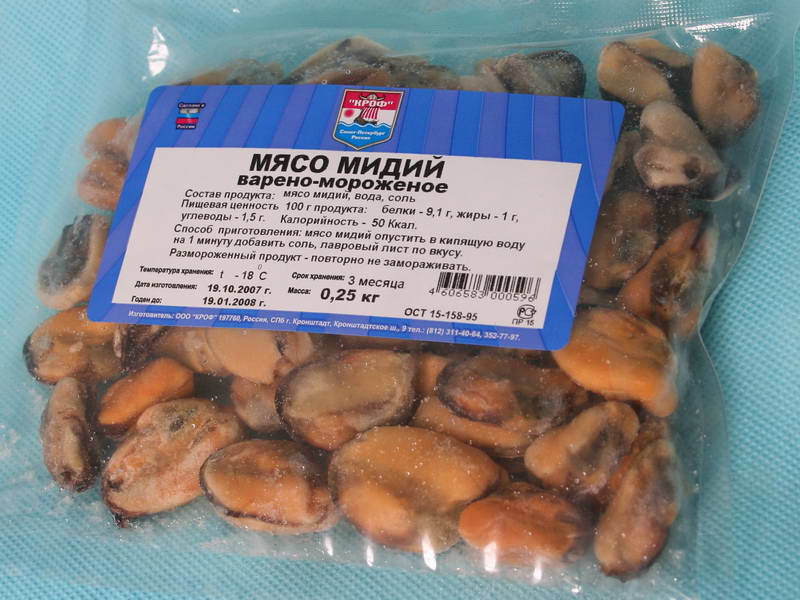 Сделано в
России
"КРОФ"
Санкт-Петербург
Россия
МЯСО МИДИЙ
варено-мороженое
Состав продукта: мясо мидий, вода, соль
Пищевая ценность 100 г продукта: белки - 9,1 г, жиры - 1 г,
углеводы - 1,5 г. Калорийность - 50 Ккал.
Способ приготовления: мясо мидий опустить в кипящую воду
на 1 минуту добавить соль, лавровый лист по вкусу.
Размороженный продукт - повторно не замораживать.
Температура хранения: t - 18 0 C Срок хранения: 3 месяца
Дата изготовления: 19.10.2007 г. Масса: 0,25 кг
Годен до: 19.01.2008 г.
4 606583 000596
ОСТ 15-158-95
РС
ПР 15
Изготовитель: ООО "КРОФ" 197760, Россия, СПб г. Кронштадт, Кронштадтское ш., 9 тел.: (812) 311-40-64, 352-77-97.